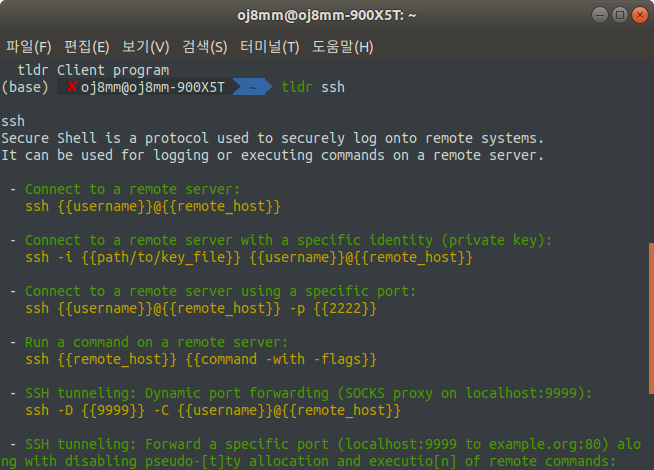 oj8mm@oj8mm-900X5T: ~
파일(F) 편집(E) 보기(V) 검색(S) 터미널(T) 도움말(H)
tldr Client program
(base) ✘oj8mm@oj8mm-900X5T ~ tldr ssh
ssh
Secure Shell is a protocol used to securely log onto remote systems.
It can be used for logging or executing commands on a remote server.
- Connect to a remote server:
ssh {{username}}@{{remote_host}}
- Connect to a remote server with a specific identity (private key):
ssh -i {{path/to/key_file}} {{username}}@{{remote_host}}
- Connect to a remote server using a specific port:
ssh {{username}}@{{remote_host}} -p {{2222}}
- Run a command on a remote server:
ssh {{remote_host}} {{command -with -flags}}
- SSH tunneling: Dynamic port forwarding (SOCKS proxy on localhost:9999):
ssh -D {{9999}} -C {{username}}@{{remote_host}}
- SSH tunneling: Forward a specific port (localhost:9999 to example.org:80) alo
ng with disabling pseudo-[t]ty allocation and executio[n] of remote commands: